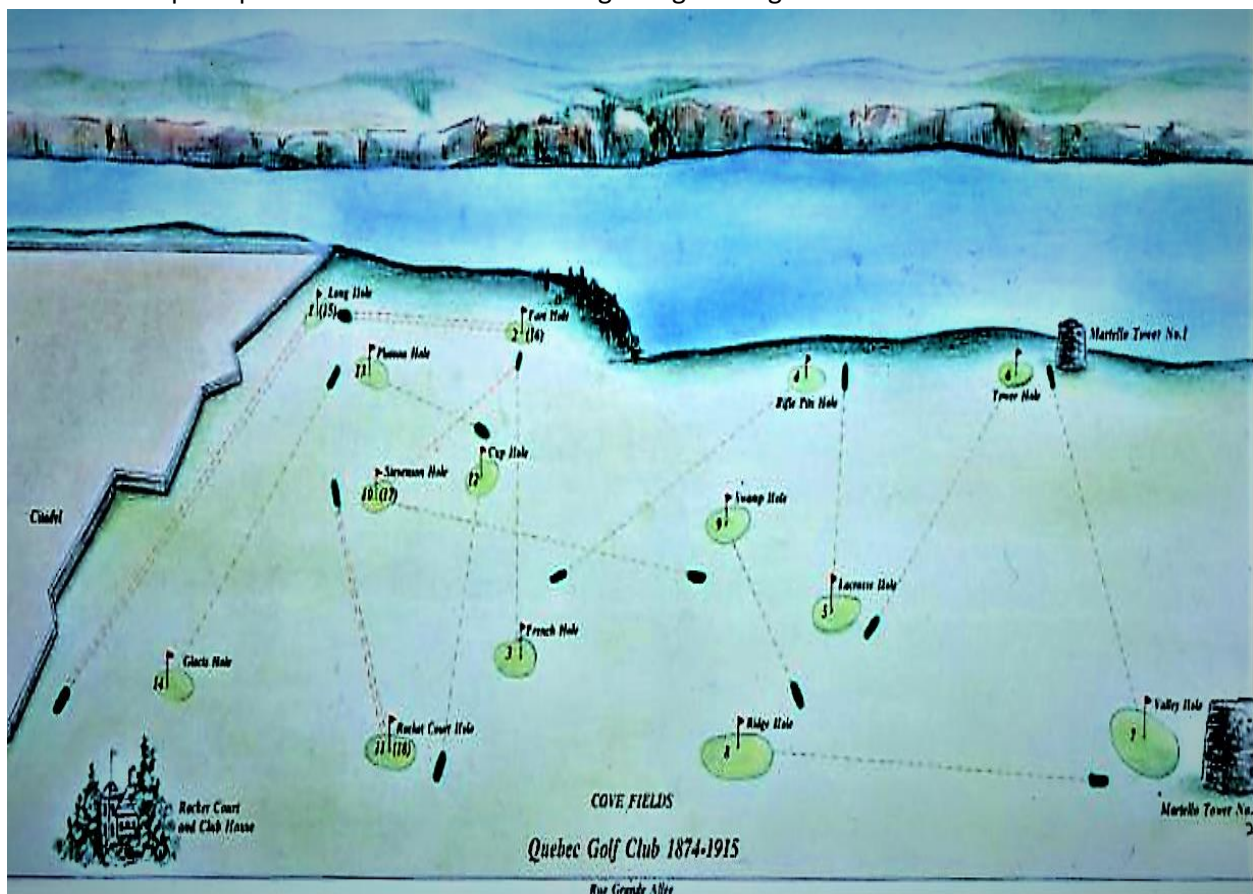 Long Hole
1 (15)
Fort Hole
2 (16)
Hole
13
Martello Tower No.1
4
Rifle Pits Hole
6
Tower Hole
Cup Hole
12
Stevenson Hole
10 (17)
Swamp Hole
9
Citadel
Lacrosse Hole
5
French Hole
3
Glacis Hole
14
Racket Court Hole
11 (18)
Ridge Hole
8
Valley Hole
7
Racket Court
and Club House
COVE FIELDS
Martello Tower No.
2
Quebec Golf Club 1874-1915
Rue Grande Allée